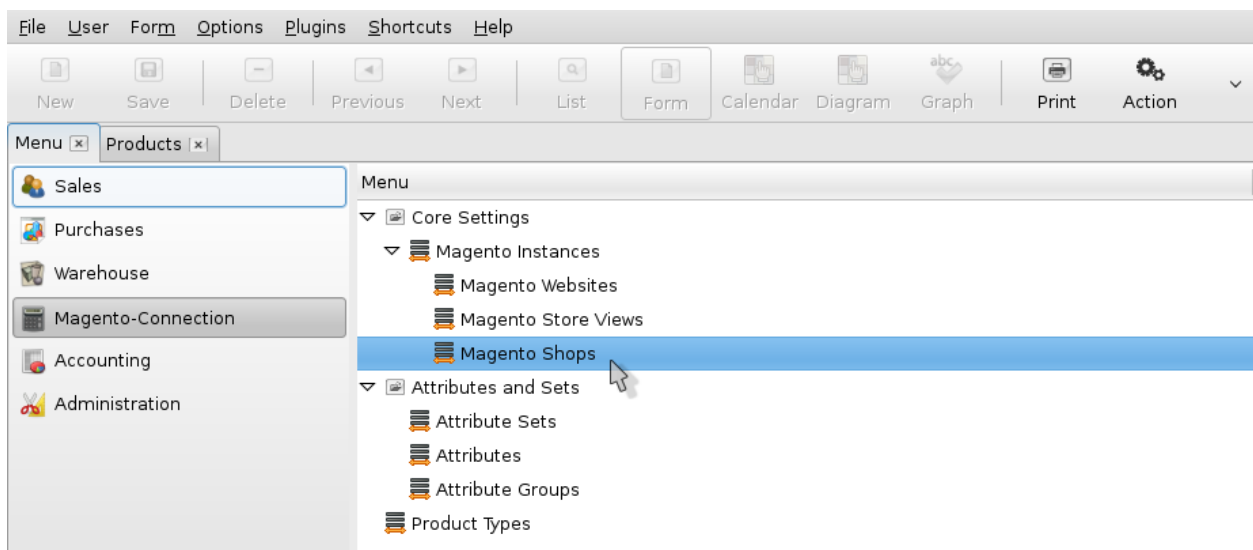 File User Form Options Plugins Shortcuts Help
New Save Delete Previous Next List Form Calendar Diagram abc Graph Print Action
Menu Products
Sales
Purchases
Warehouse
Magento-Connection
Accounting
Administration
Menu
Core Settings
Magento Instances
Magento Websites
Magento Store Views
Magento Shops
Attributes and Sets
Attribute Sets
Attributes
Attribute Groups
Product Types